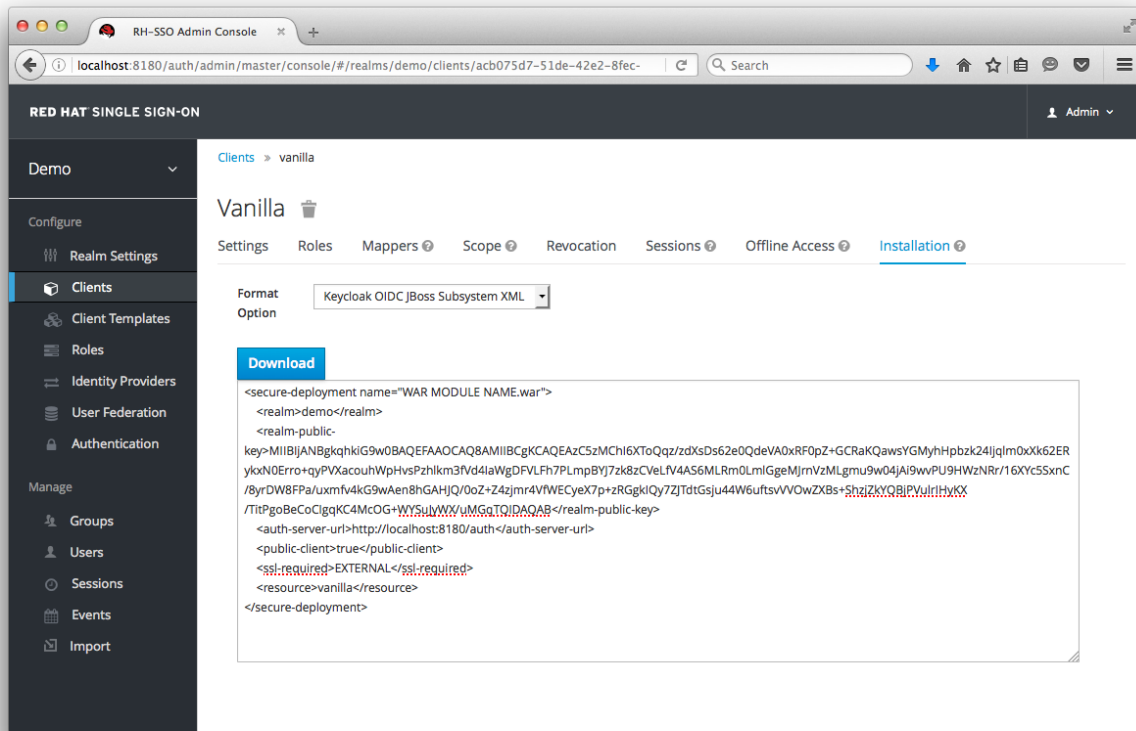 RH-SSO Admin Console
localhost:8180/auth/admin/master/console/#/realms/demo/clients/acb075d7-51de-42e2-8fec-
Search
RED HAT SINGLE SIGN-ON
Admin
Demo
Clients » vanilla
Vanilla
Configure
Settings Roles Mappers Scope Revocation Sessions Offline Access Installation
Realm Settings
Clients
Client Templates
Roles
Identity Providers
User Federation
Authentication
Manage
Groups
Users
Sessions
Events
Import
Format
Option
Keycloak OIDC JBoss Subsystem XML
Download
<secure-deployment name="WAR MODULE NAME.war">
<realm>demo</realm>
<realm-public-
key>MIIBIjANBgkqhkiG9w0BAQEFAAOCAQ8AMIIBCgKCAQEAzC5zMChI6XToQqz/zdXsDs62e0QdeVA0xRF0pZ+GCRaKQawsYGMyhHpbzk24IjqIm0xXk62ER
ykxN0Erro+qyPVXacouhWpHvsPzhIkm3fVd4IaWgDFVLFh7PLmpBYJ7zk8zCVeLfV4AS6MLRm0LmlGgeMJrnVzMLgmu9w04jAi9wvPU9HWzNRr/16XYc5SxnC
/8yrDW8FPa/uxmfv4kG9wAen8hGAHJQ/0oZ+Z4zjmr4VfWECyeX7p+zRGgkIQy7ZJTdtGsju44W6uftsvVVOwZXBs+ShzjZkYQBjPVulrIHyKX
/TitPgoBeCoCIgqKC4McOG+WYSuJyWX/uMGqTQIDAQAB</realm-public-key>
<auth-server-url>http://localhost:8180/auth</auth-server-url>
<public-client>true</public-client>
<ssl-required>EXTERNAL</ssl-required>
<resource>vanilla</resource>
</secure-deployment>